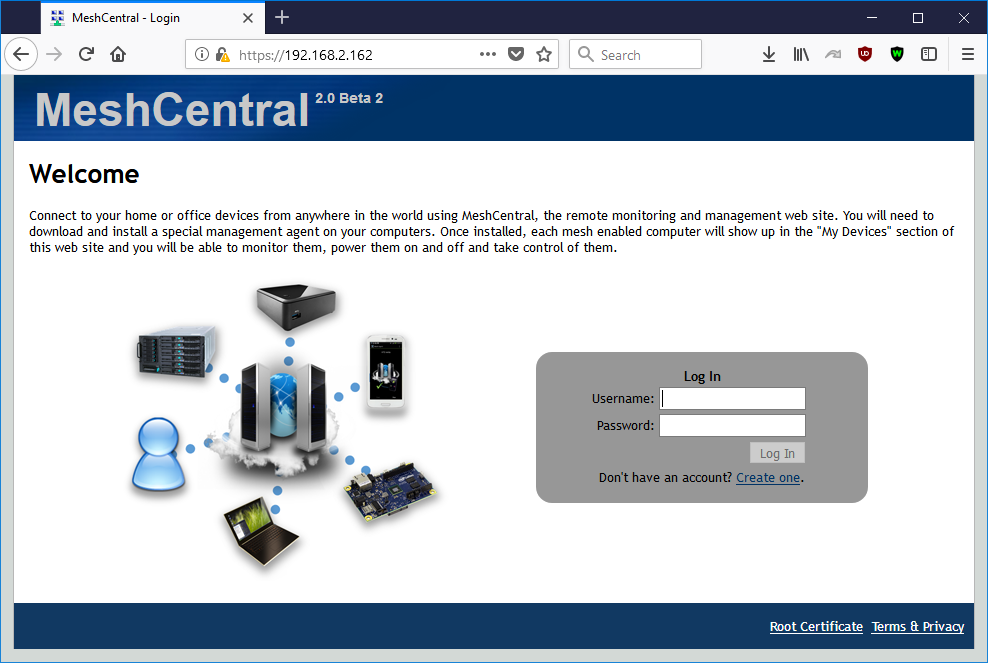 MeshCentral - Login
https://192.168.2.162
Search
MeshCentral 2.0 Beta 2
Welcome
Connect to your home or office devices from anywhere in the world using MeshCentral, the remote monitoring and management web site. You will need to
download and install a special management agent on your computers. Once installed, each mesh enabled computer will show up in the "My Devices" section of
this web site and you will be able to monitor them, power them on and off and take control of them.
Log In
Username:
Password:
Log In
Don't have an account? Create one.
Root Certificate Terms & Privacy